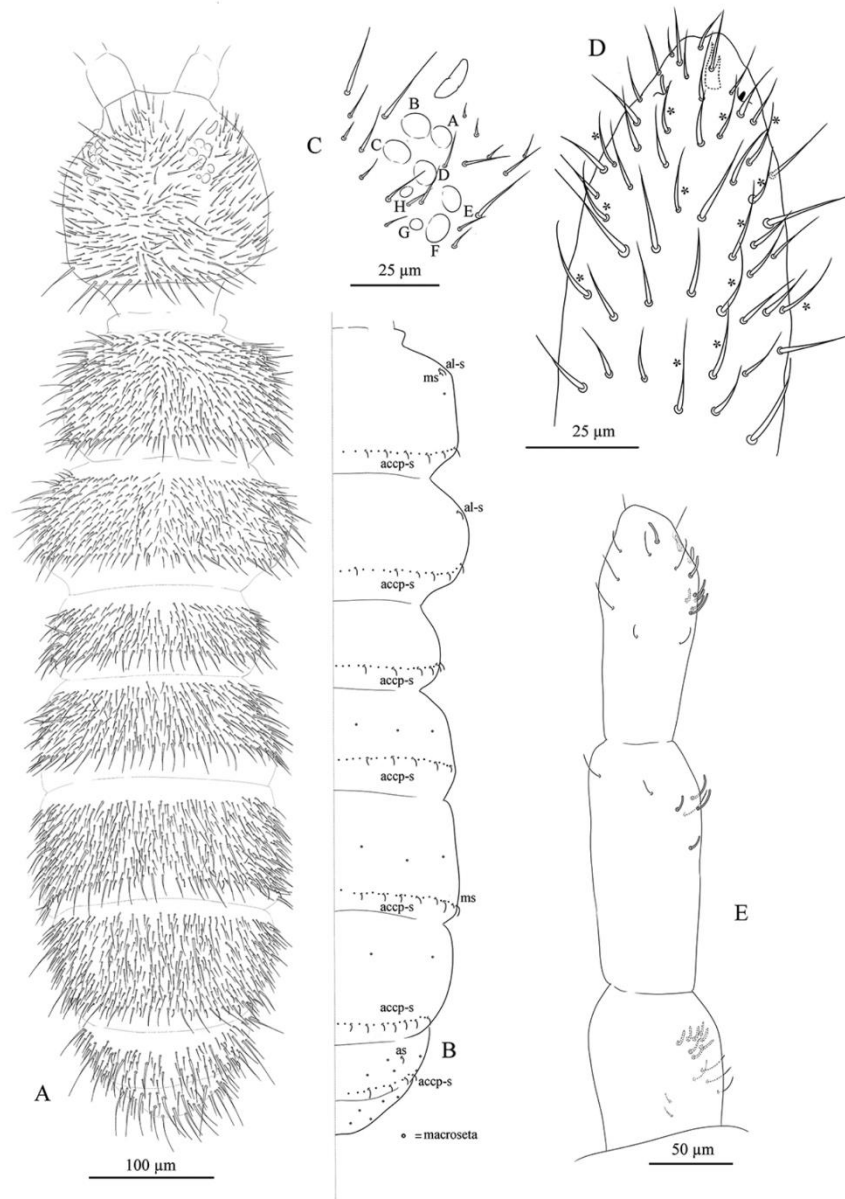 D
C
B
A
C
D
H
E
G
F
25 µm
al-s
ms
accp-s
25 µm
al-s
accp-s
accp-s
accp-s
accp-s
ms
E
accp-s
as
B
accp-s
A
= macroseta
100 µm
50 µm